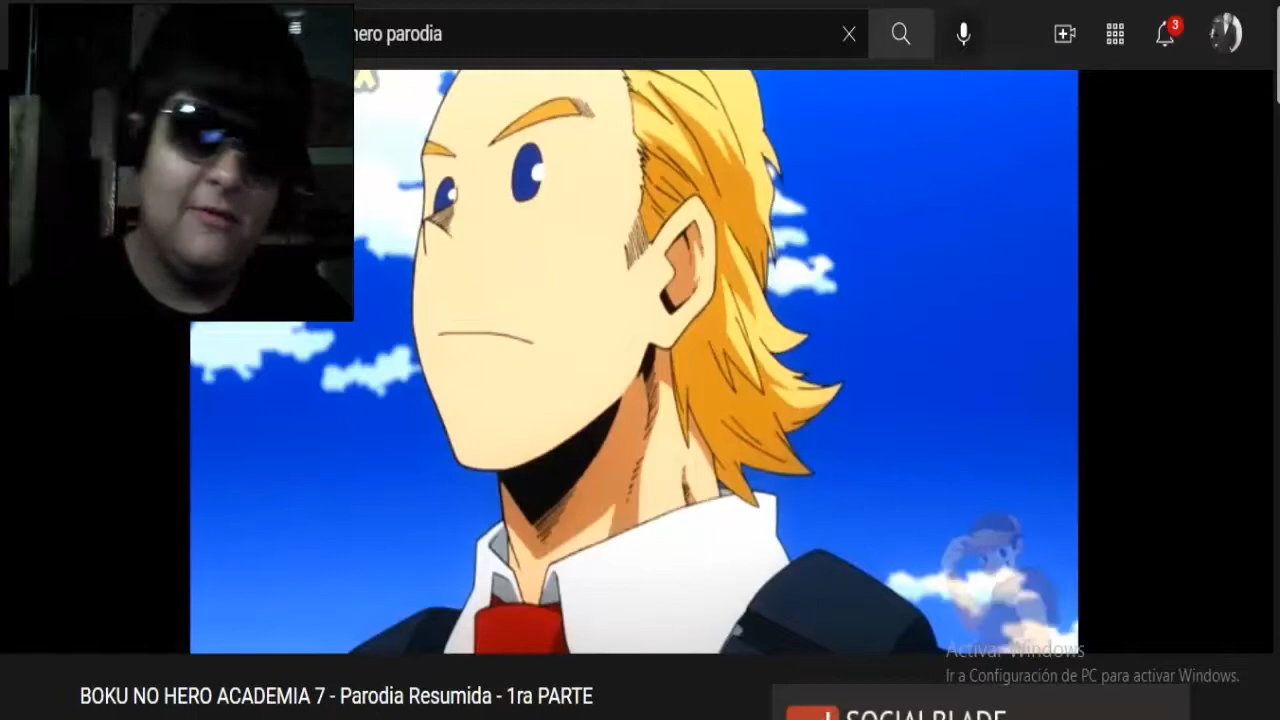 hero parodia
3
Activar Windows
Ir a Configuración de PC para activar Windows.
BOKU NO HERO ACADEMIA 7 - Parodia Resumida - 1ra PARTE
SOCIALBLADE